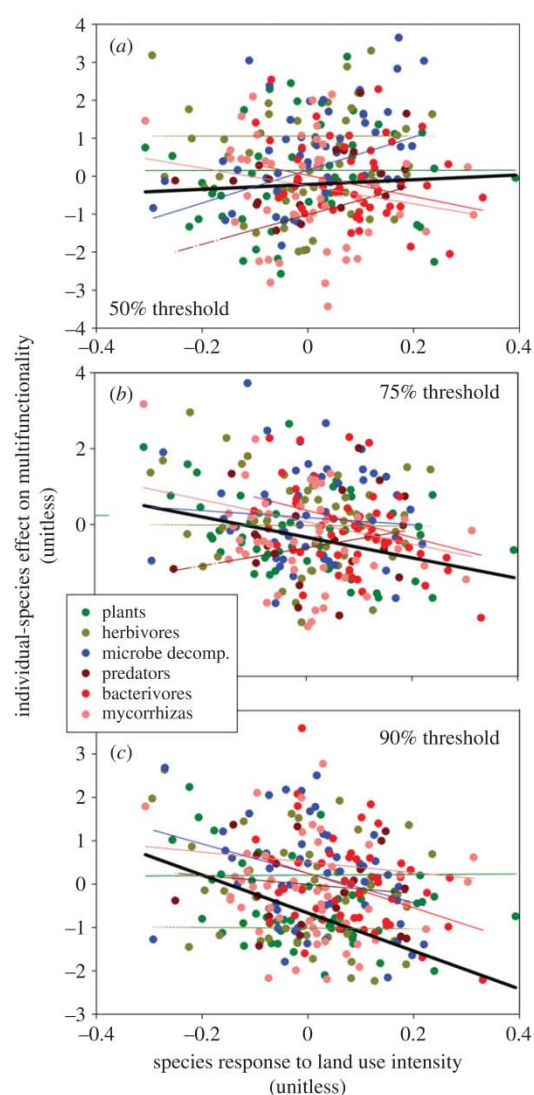 (a)
4
3
2
1
0
–1
–2
–3
–4
50% threshold
–0.4
–0.2
0
0.2
0.4
(b)
75% threshold
4
2
0
individual-species effect on multifunctionality
(unitless)
plants
herbivores
microbe decomp.
predators
bacterivores
mycorrhizas
(c)
90% threshold
3
2
1
0
–1
–2
–3
–0.4
–0.2
0
0.2
0.4
species response to land use intensity
(unitless)